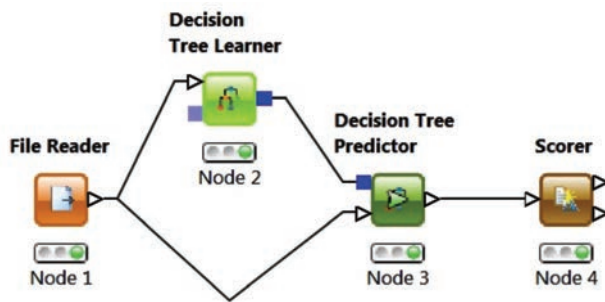 Decision
Tree Learner
Node 2
File Reader
Node 1
Decision Tree
Predictor
Node 3
Scorer
Node 4